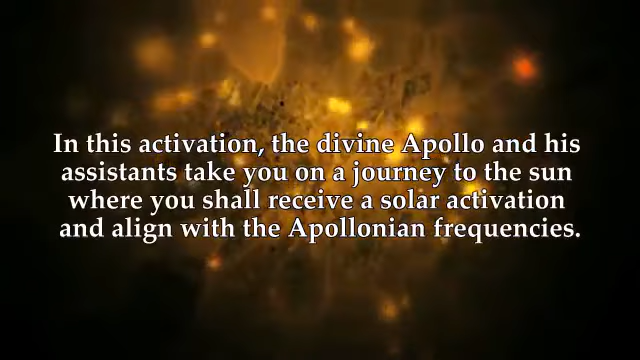 In this activation, the divine Apollo and his
assistants take you on a journey to the sun
where you shall receive a solar activation
and align with the Apollonian frequencies.